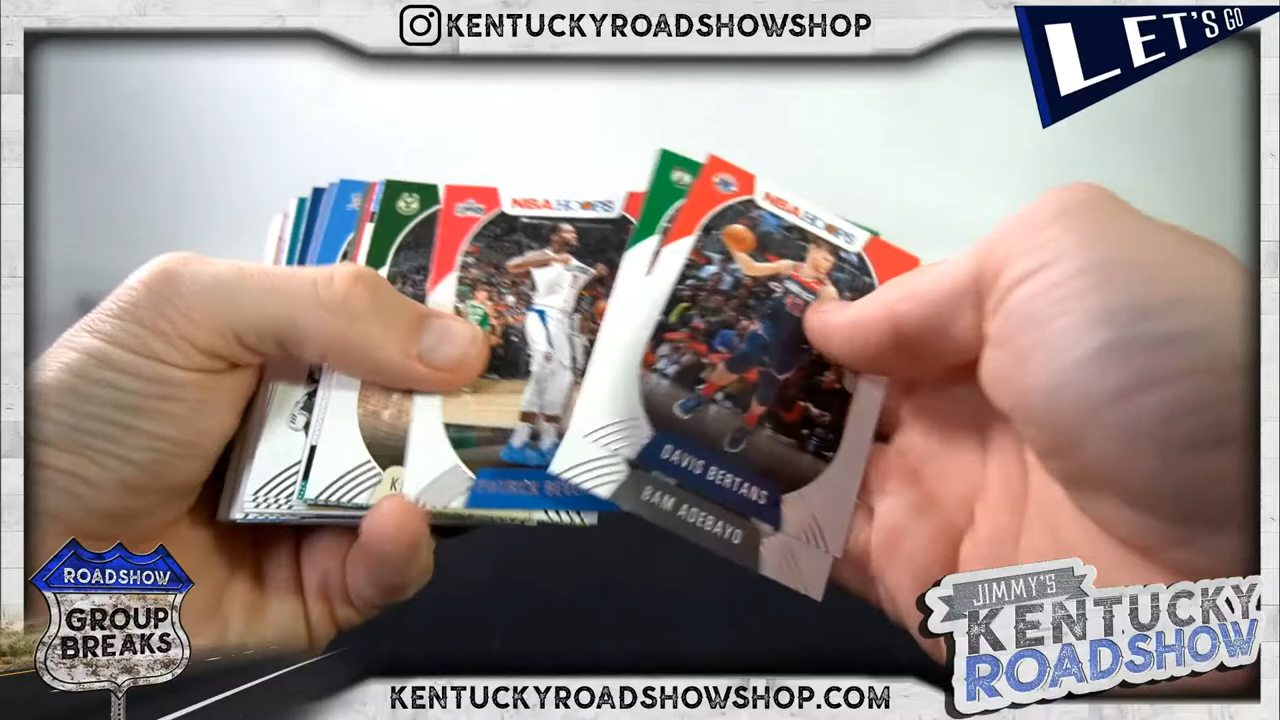 KENTUCKYROADSHOWSHOP
LET'S GO
NBA HOOPS
NBA HOOPS
DAVIS BERTANS
BAM ADEBAYO
PATRICK
K
ROADSHOW
GROUP
BREAKS
JIMMY'S
KENTUCKY
ROADSHOW
KENTUCKYROADSHOWSHOP.COM